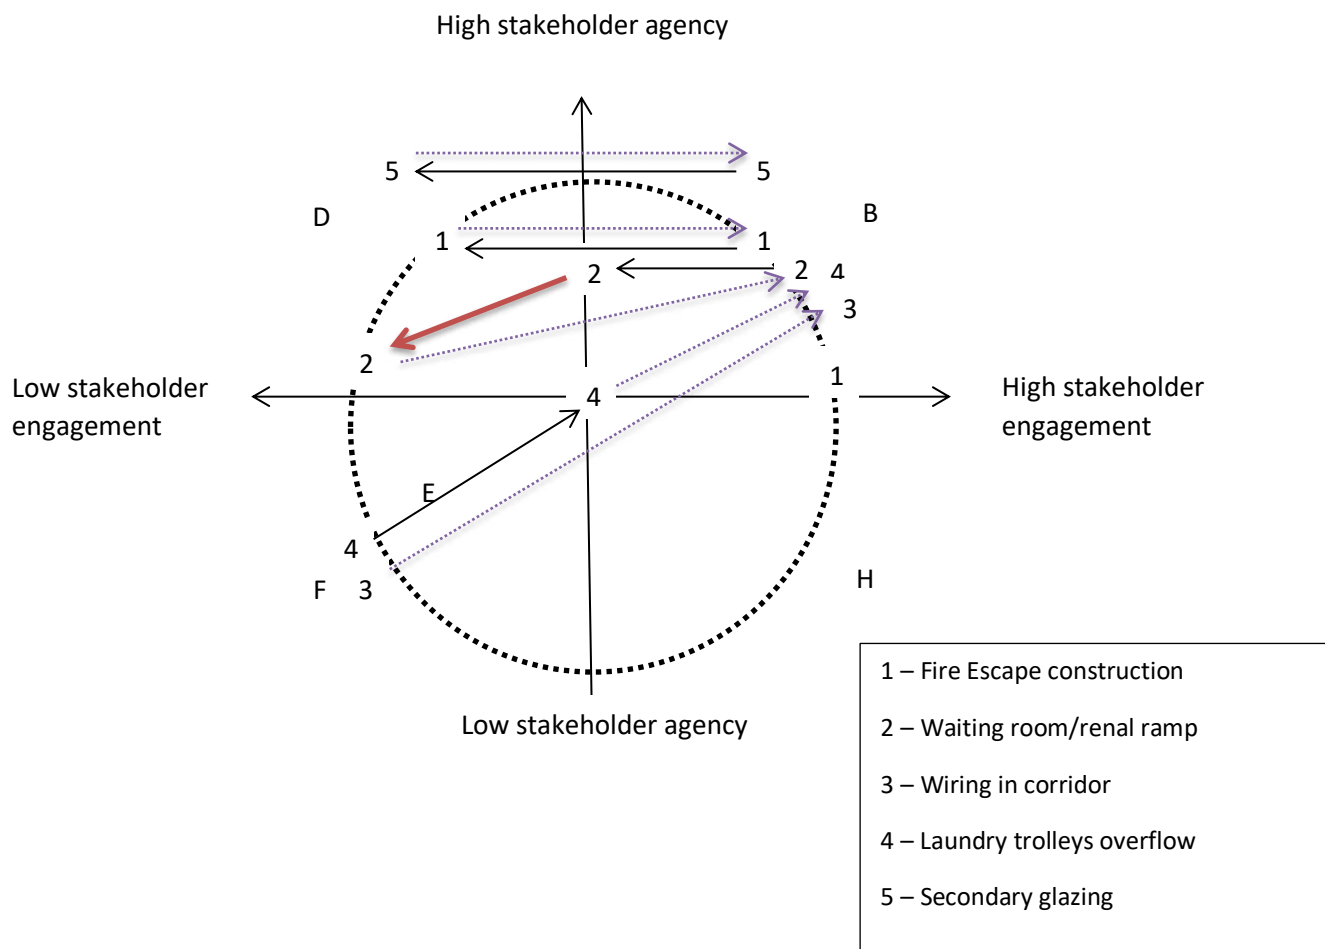 High stakeholder agency
5 5
D B
1 1
2 2 4
3
2
1
Low stakeholder
engagement
4
High stakeholder
engagement
E
4
F 3
H
Low stakeholder agency
1 – Fire Escape construction
2 – Waiting room/renal ramp
3 – Wiring in corridor
4 – Laundry trolleys overflow
5 – Secondary glazing